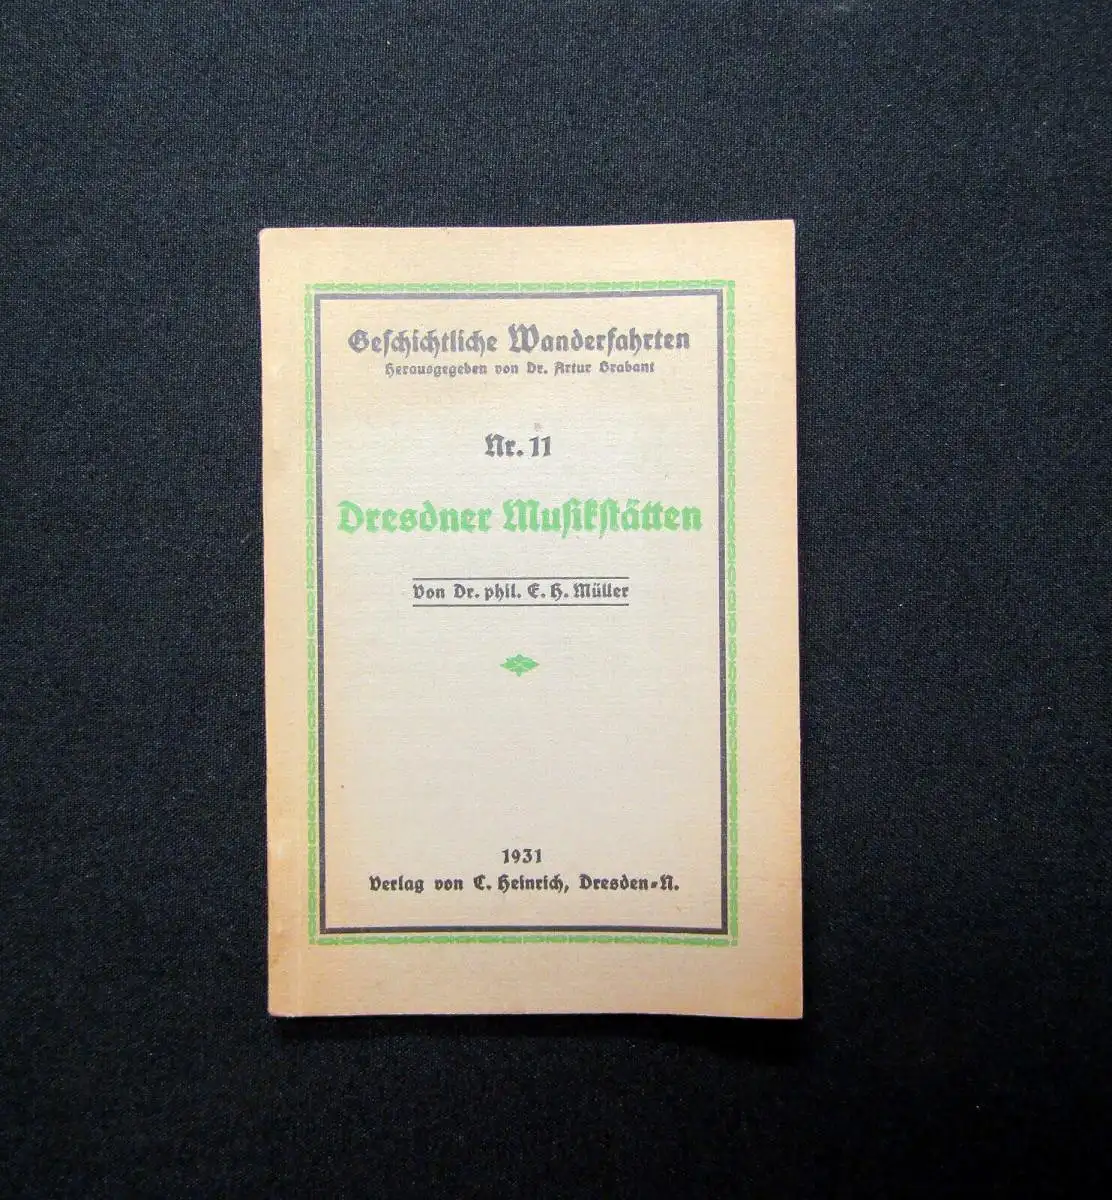 Geschichtliche Wanderfahrten
Herausgegeben von Dr. Artur Brabant
Nr. 11
Dresdner Musikstätten
Von Dr. phil. E. H. Müller
1931
Verlag von C. Heinrich, Dresden-N.